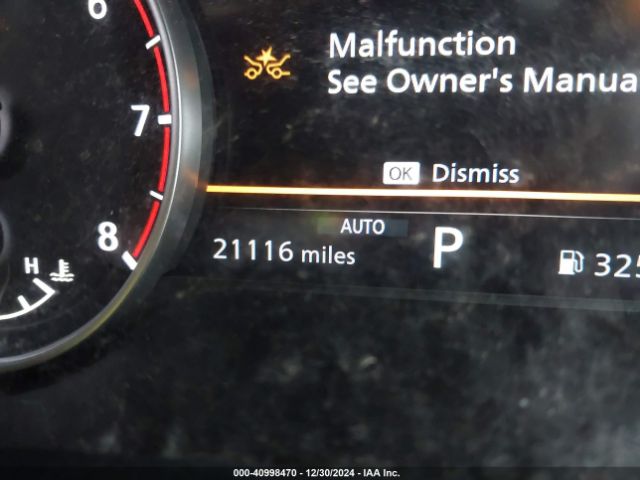 6
Malfunction
See Owner's Manua
7
OK Dismiss
8
AUTO
21116 miles
P
325
H
000-40998470 - 12/30/2024 - IAA Inc.